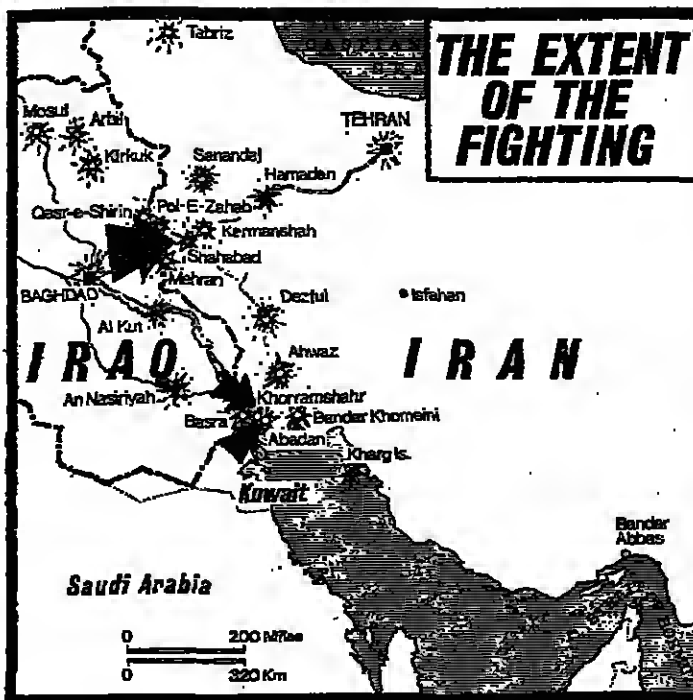 THE EXTENT
OF THE
FIGHTING
Tabriz
Mosul
Arbil
Kirkuk
TEHRAN
Sanandaj
Hamadan
Qasr-e-Shirin
Pol-E-Zahab
Kermanshah
Shahabad
BAGHDAD
Mehran
Al Kut
Dezful
Isfahan
IRAQ
IRAN
Ahwaz
An Nasiriyah
Khorramshahr
Basra
Bandar Khomeini
Abadan
Kharg Is.
Kuwait
Bandar
Abbas
Saudi Arabia
0 200 Miles
0 320 Km